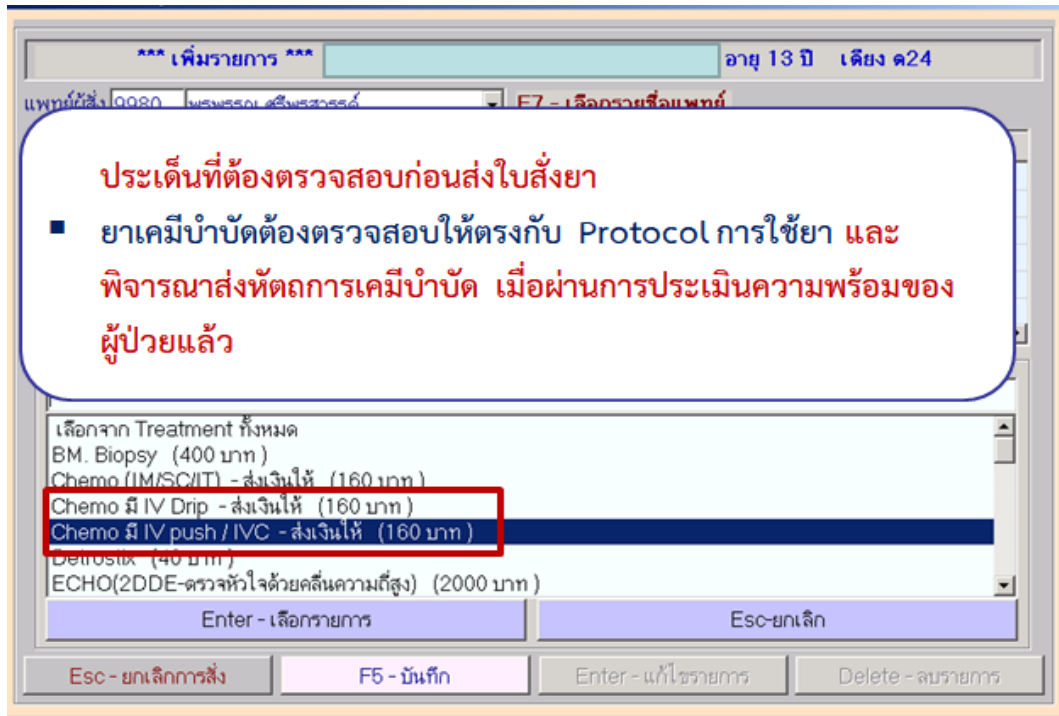 *** เพิ่มรายการ *** อายุ 13 ปี เตียง ด24
แพทย์ผู้สั่ง 9980 F7 - เลือกรายชื่อแพทย์
ประเด็นที่ต้องตรวจสอบก่อนส่งใบสั่งยา
▪ ยาเคมีบำบัดต้องตรวจสอบให้ตรงกับ Protocol การใช้ยา และ
พิจารณาส่งหัตถการเคมีบำบัด เมื่อผ่านการประเมินความพร้อมของ
ผู้ป่วยแล้ว
เลือกจาก Treatment ทั้งหมด
BM. Biopsy (400 บาท )
Chemo (IM/SC/IT) - ส่งเงินให้ (160 บาท )
Chemo มี IV Drip - ส่งเงินให้ (160 บาท )
Chemo มี IV push / IVC - ส่งเงินให้ (160 บาท )
(40 บาท )
ECHO(2DDE-ตรวจหัวใจด้วยคลื่นความถี่สูง) (2000 บาท )
Enter - เลือกรายการ Esc-ยกเลิก
Esc - ยกเลิกการสั่ง F5 - บันทึก Enter - แก้ไขรายการ Delete - ลบรายการ